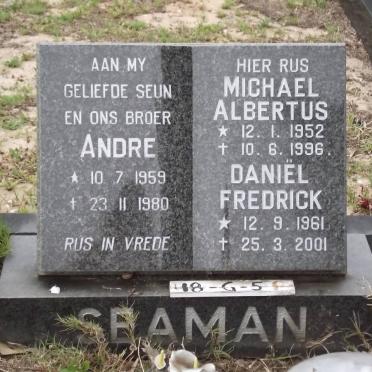 AAN MY
GELIEFDE SEUN
EN ONS BROER
ANDRE
★ 10. 7. 1959
† 23. 11. 1980
RUS IN VREDE
HIER RUS
MICHAEL
ALBERTUS
★ 12. 1. 1952
† 10. 6. 1996.
DANIËL
FREDRICK
★ 12. 9. 1961
† 25. 3. 2001
18-G-5
SEAMAN